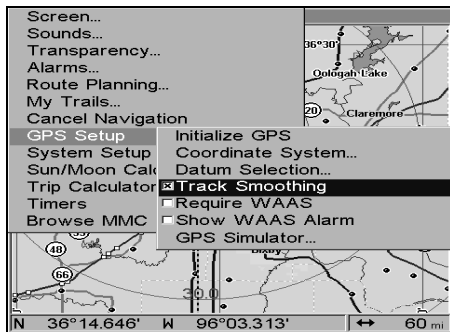 Screen...
Sounds...
Transparency...
Alarms...
Route Planning...
My Trails...
Cancel Navigation
GPS Setup
System Setup
Sun/Moon Calc
Trip Calculator
Timers
Browse MMC
Initialize GPS
Coordinate System...
Datum Selection...
Track Smoothing
Require WAAS
Show WAAS Alarm
GPS Simulator...
36°30'
Oologah Lake
20
Claremore
48
66
Bixby
30.0
N 36°14.646' W 96°03.313' ↔ 60 mi